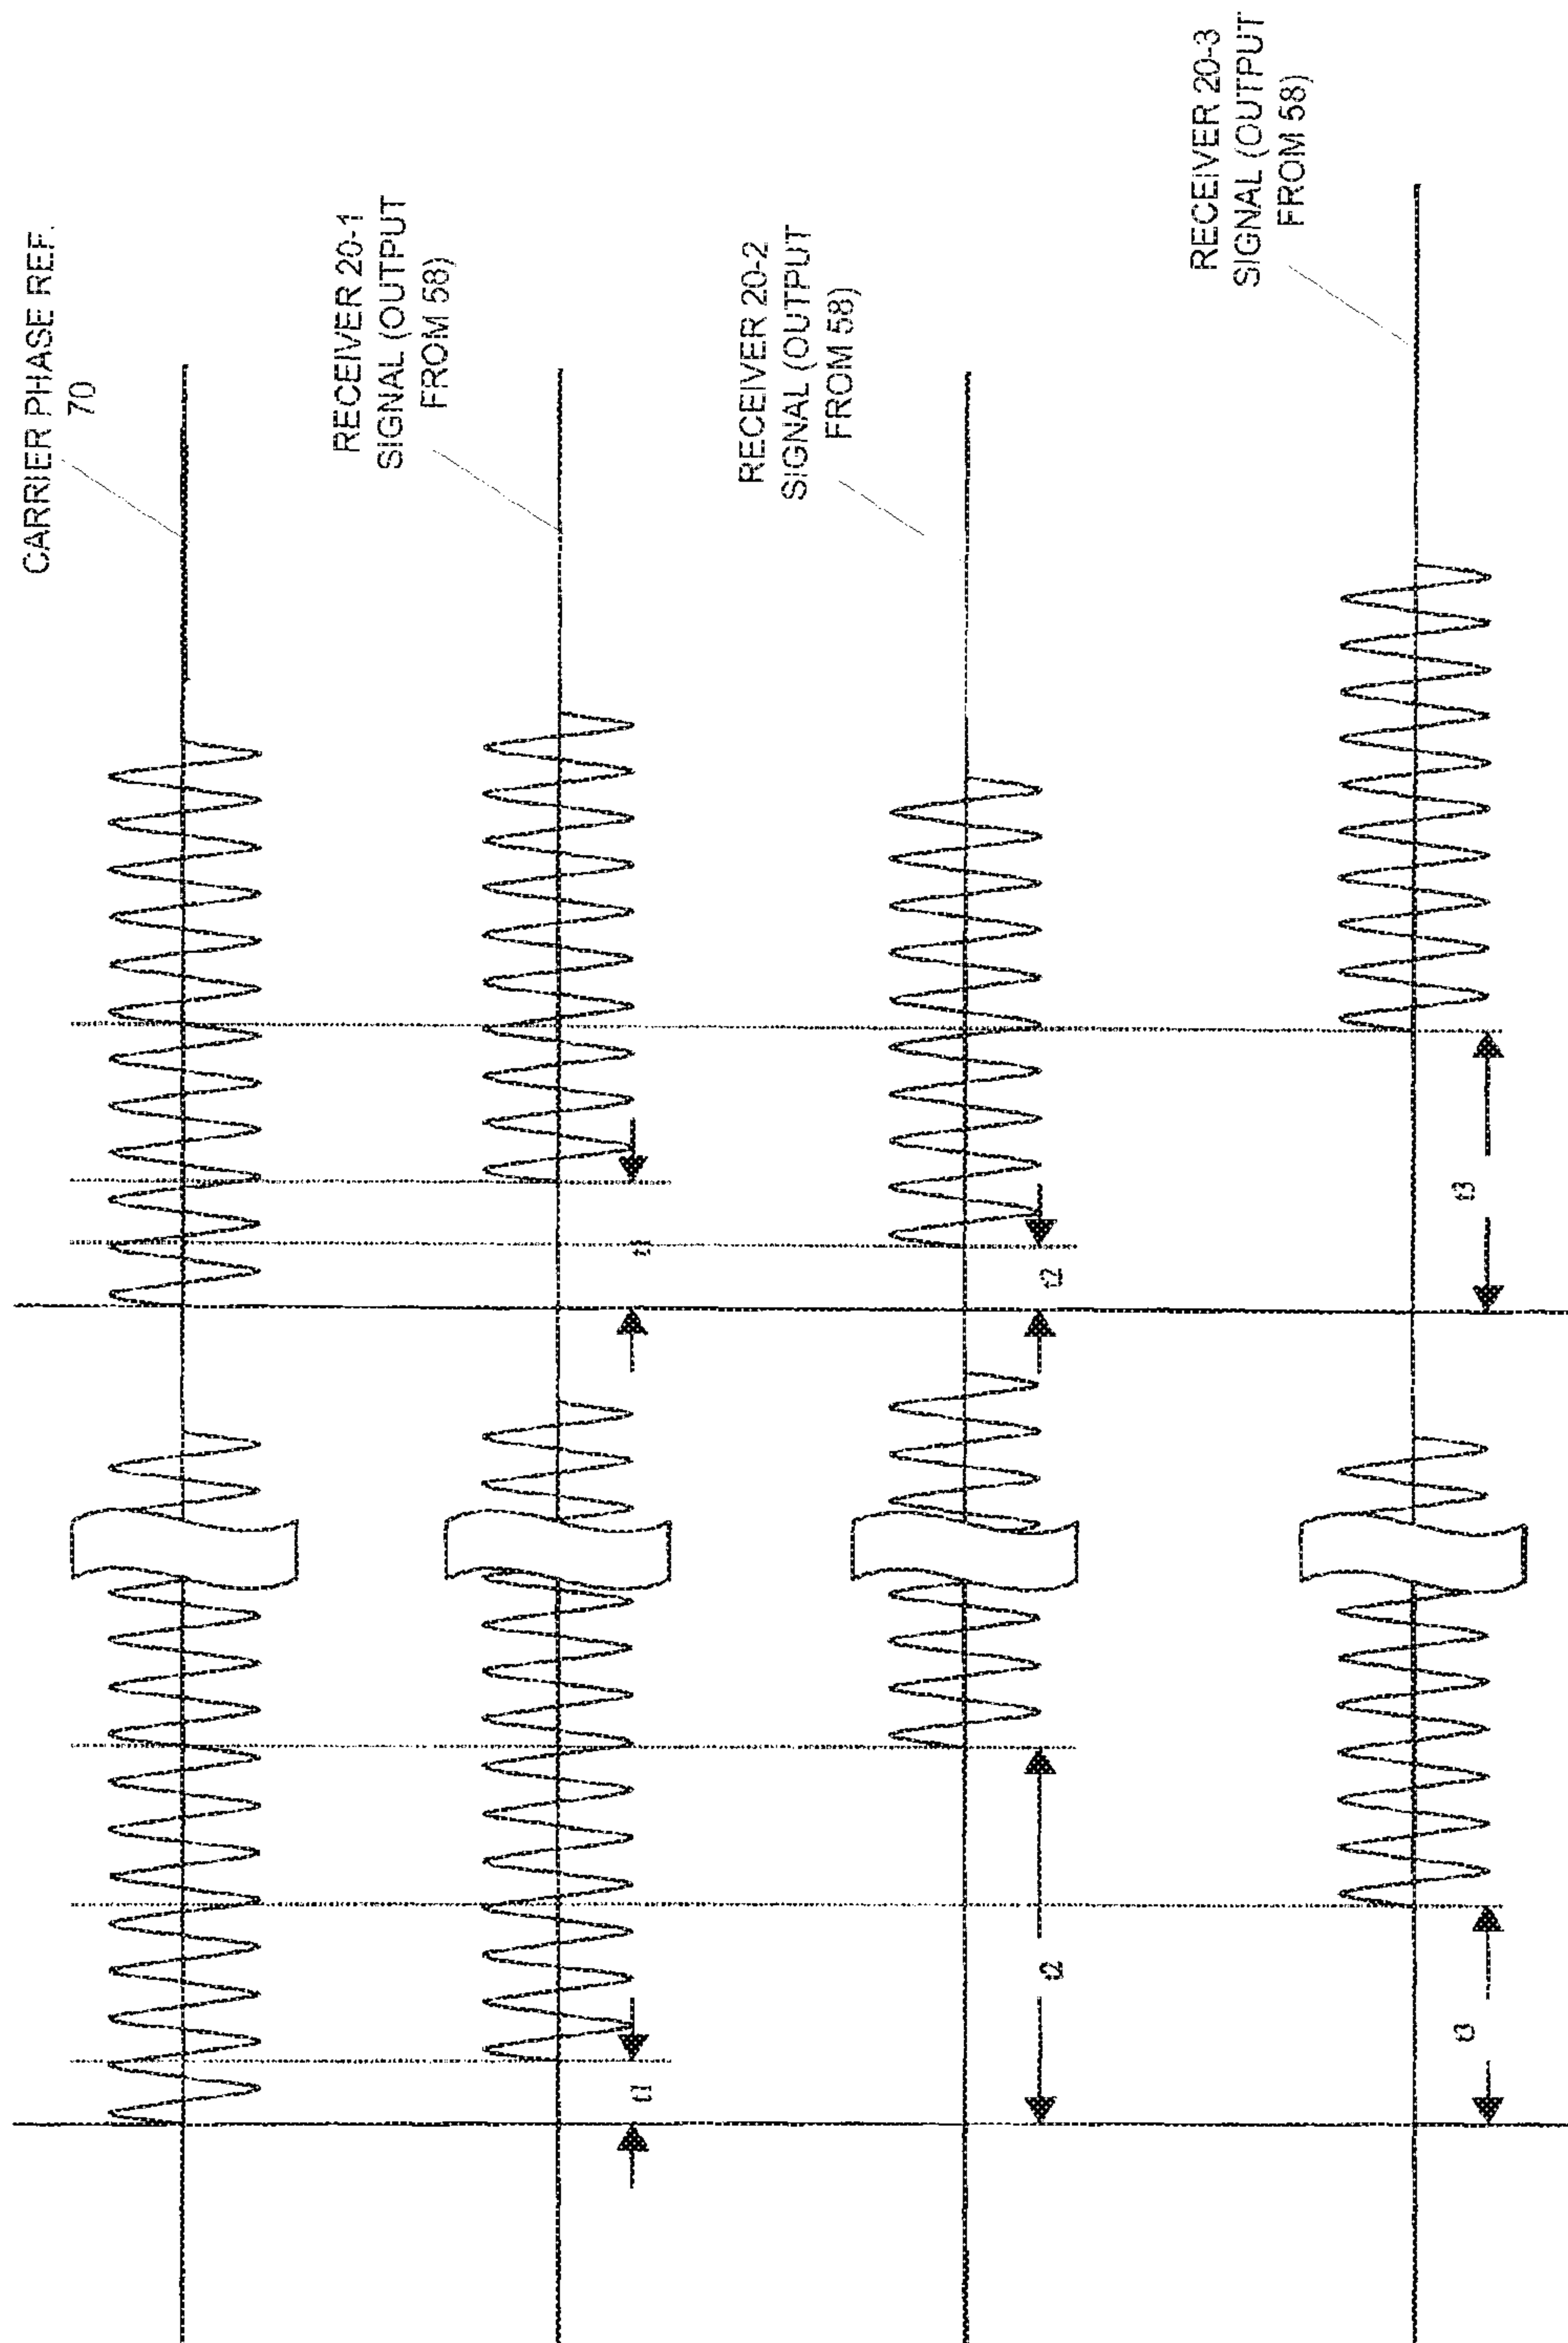 CARRIER PHASE REF.
70
RECEIVER 20-1
SIGNAL (OUTPUT
FROM 58)
t1
t1
RECEIVER 20-2
SIGNAL (OUTPUT
FROM 58)
t2
t2
RECEIVER 20-3
SIGNAL (OUTPUT
FROM 58)
t3
t3